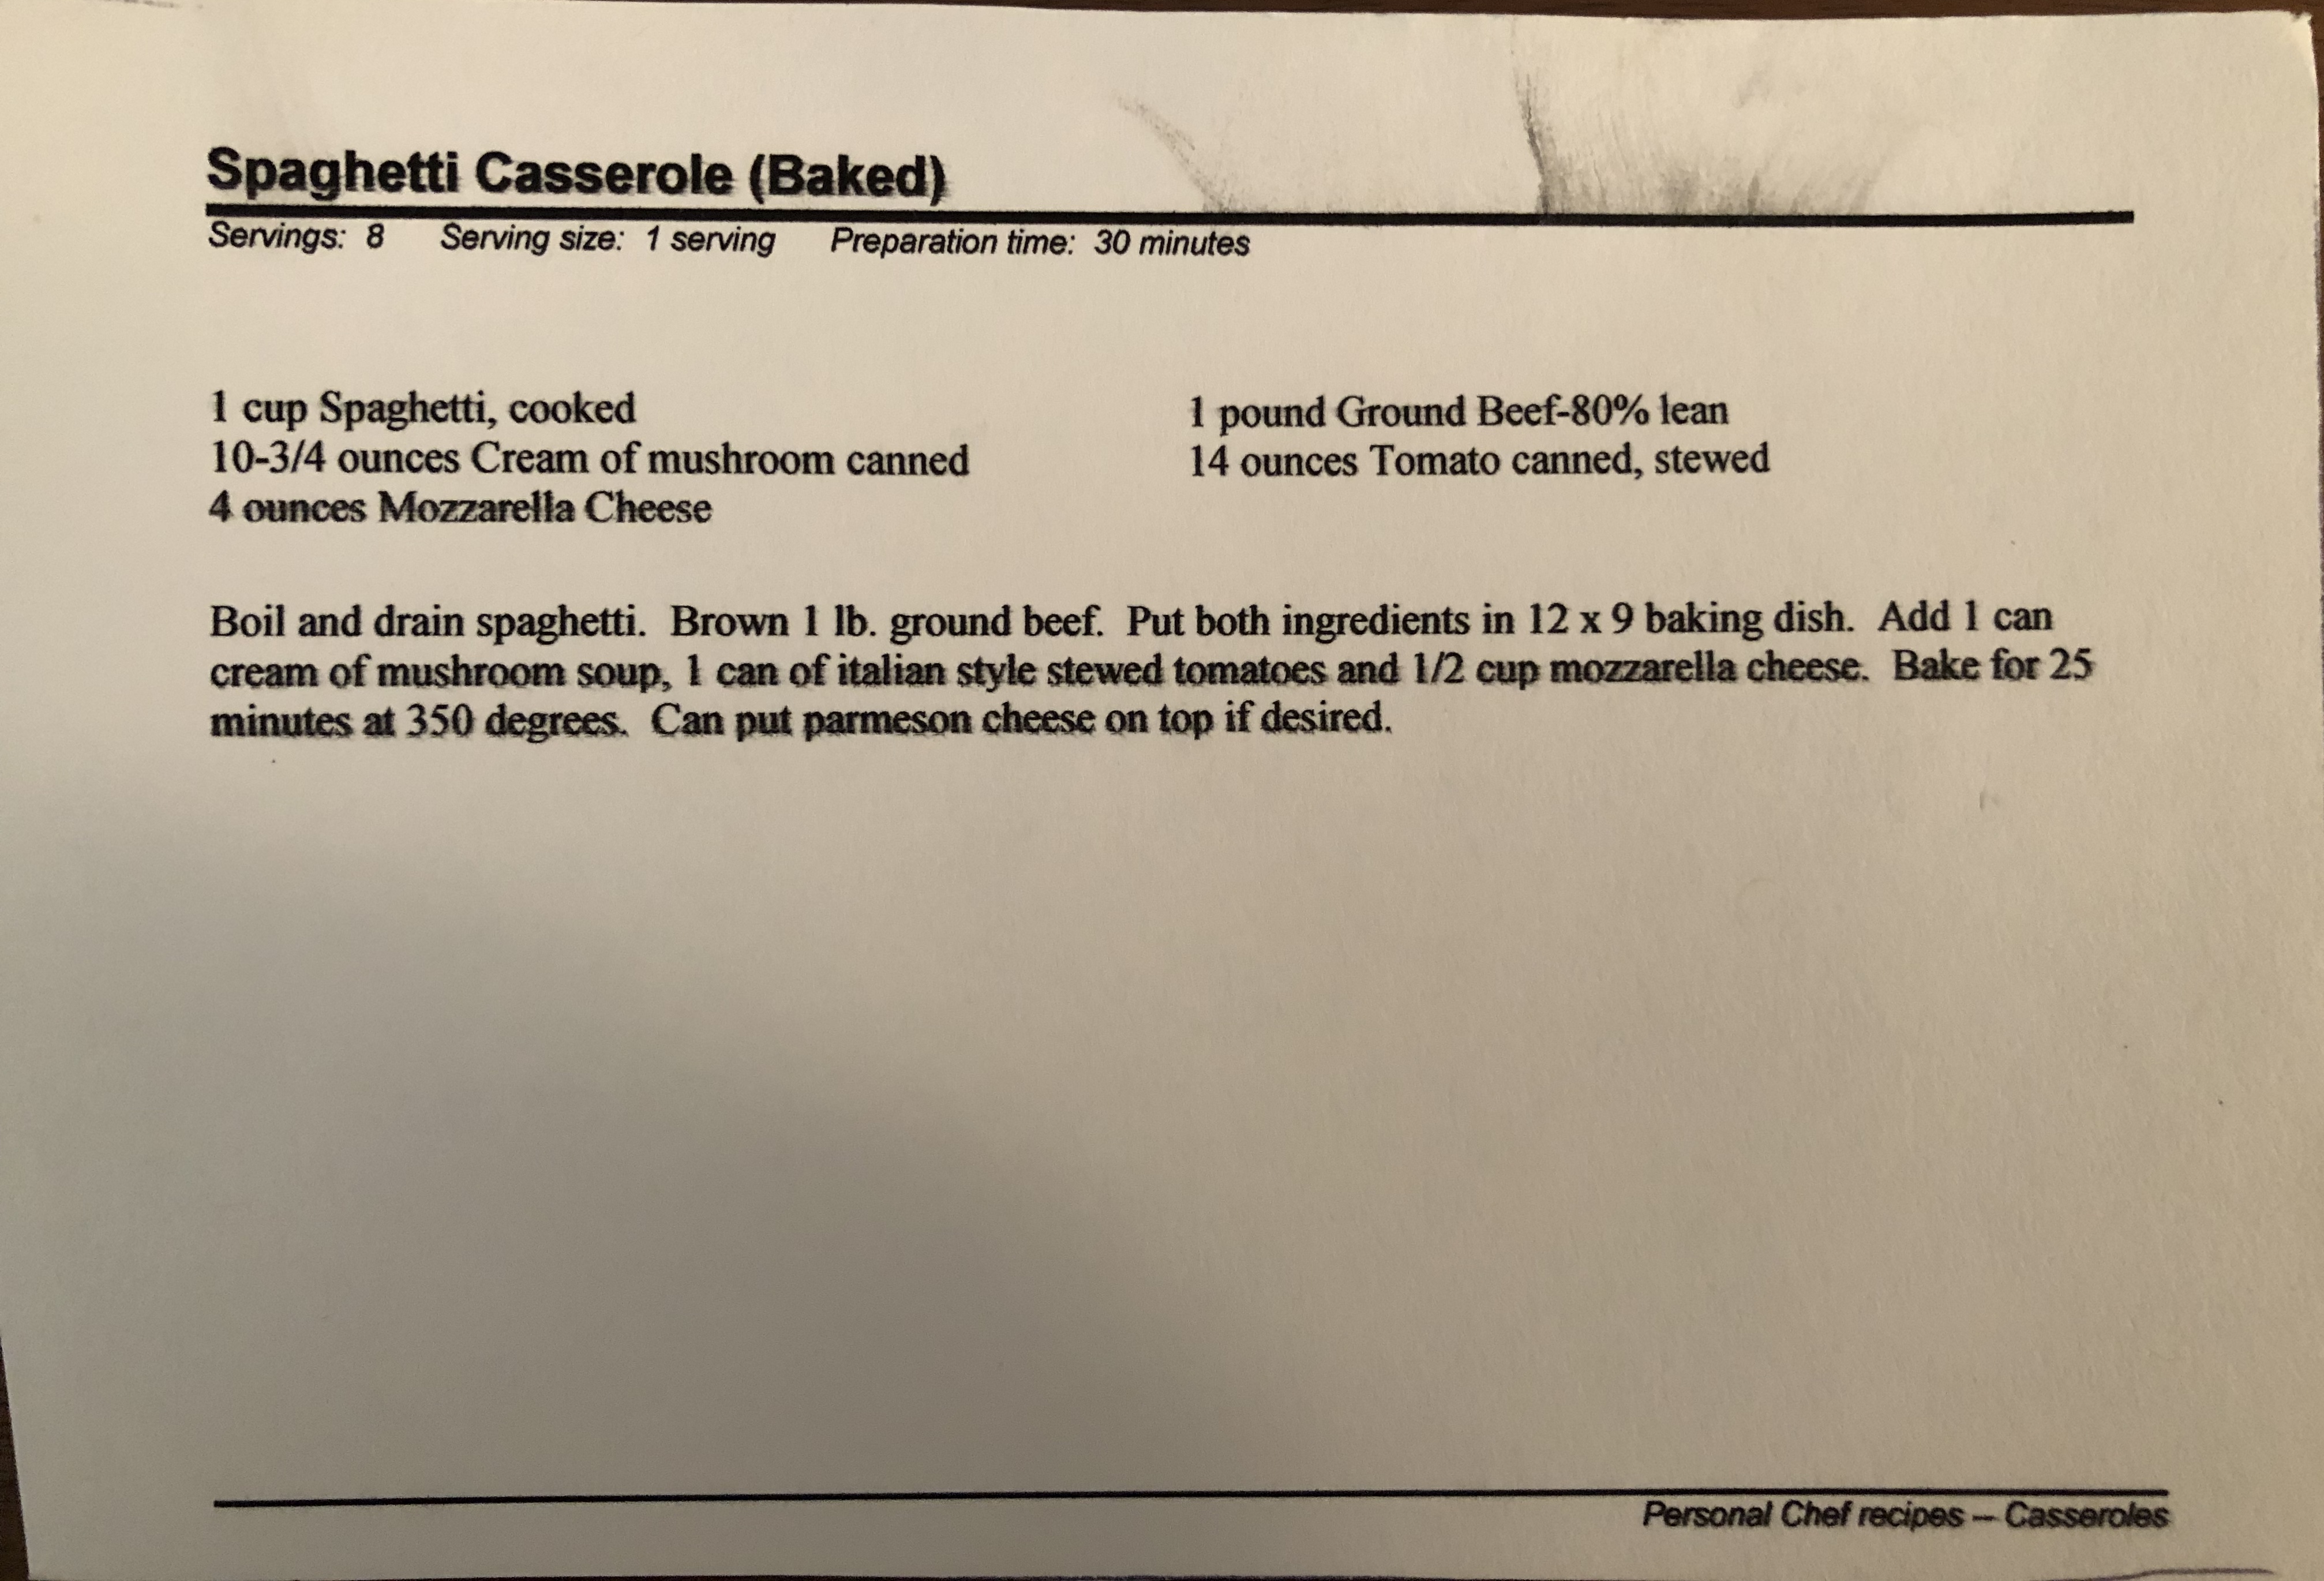 Spaghetti Casserole (Baked)
Servings: 8 Serving size: 1 serving Preparation time: 30 minutes
1 cup Spaghetti, cooked
10-3/4 ounces Cream of mushroom canned
4 ounces Mozzarella Cheese
1 pound Ground Beef-80% lean
14 ounces Tomato canned, stewed
Boil and drain spaghetti. Brown 1 lb. ground beef. Put both ingredients in 12 x 9 baking dish. Add 1 can
cream of mushroom soup, 1 can of italian style stewed tomatoes and 1/2 cup mozzarella cheese. Bake for 25
minutes at 350 degrees. Can put parmeson cheese on top if desired.
Personal Chef recipes -- Casseroles